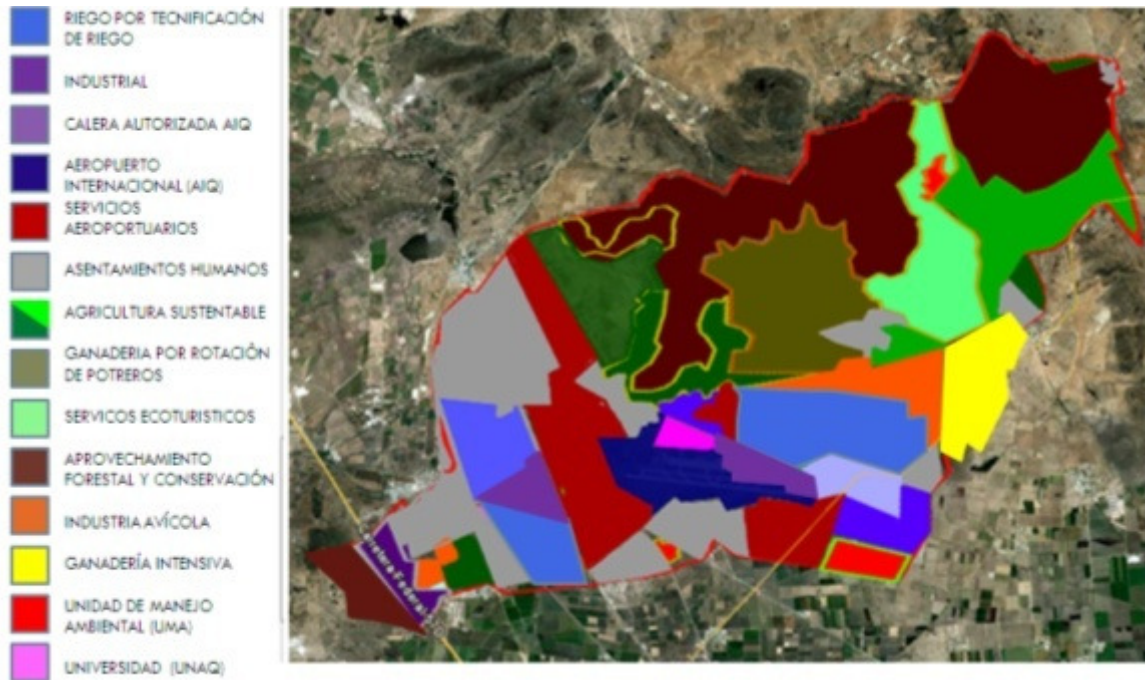 RIEGO POR TECNIFICACIÓN
DE RIEGO
INDUSTRIAL
CALERA AUTORIZADA AIQ
AEROPUERTO
INTERNACIONAL (AIQ)
SERVICIOS
AEROPORTUARIOS
ASENTAMIENTOS HUMANOS
AGRICULTURA SUSTENTABLE
GANADERIA POR ROTACIÓN
DE POTREROS
SERVICOS ECOTURISTICOS
APROVECHAMIENTO
FORESTAL Y CONSERVACIÓN
INDUSTRIA AVÍCOLA
GANADERÍA INTENSIVA
UNIDAD DE MANEJO
AMBIENTAL (UMA)
UNIVERSIDAD (UNAQ)
Carretera Federal